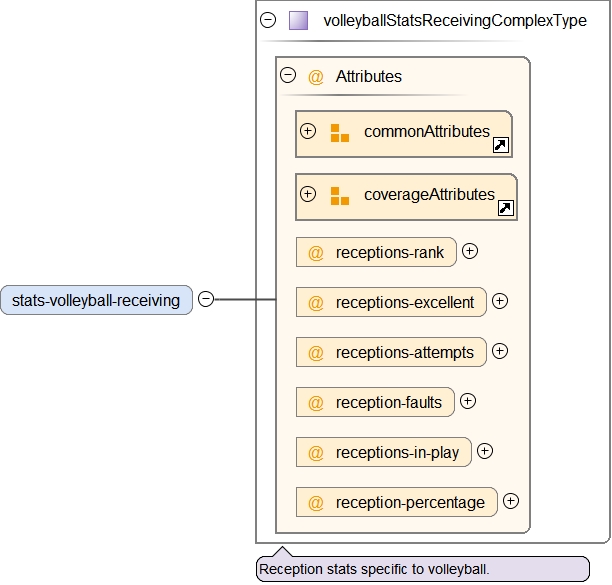 volleyballStatsReceivingComplexType
@ Attributes
commonAttributes
coverageAttributes
@ receptions-rank
stats-volleyball-receiving
@ receptions-excellent
@ receptions-attempts
@ reception-faults
@ receptions-in-play
@ reception-percentage
Reception stats specific to volleyball.